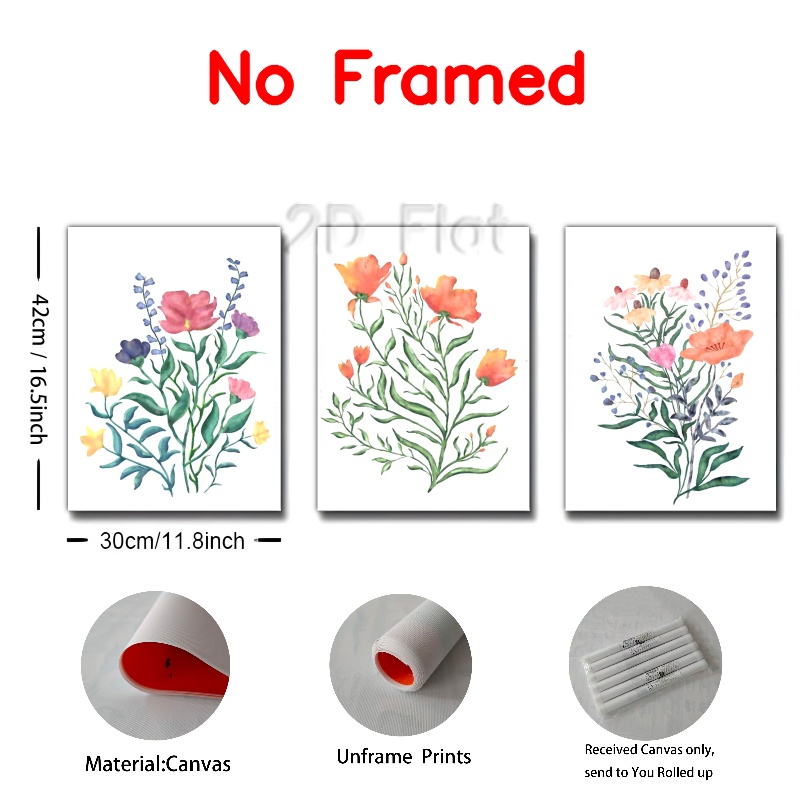 No Framed
2D Flat
42cm / 16.5inch
30cm/11.8inch
Material:Canvas
Unframe Prints
Received Canvas only,
send to You Rolled up